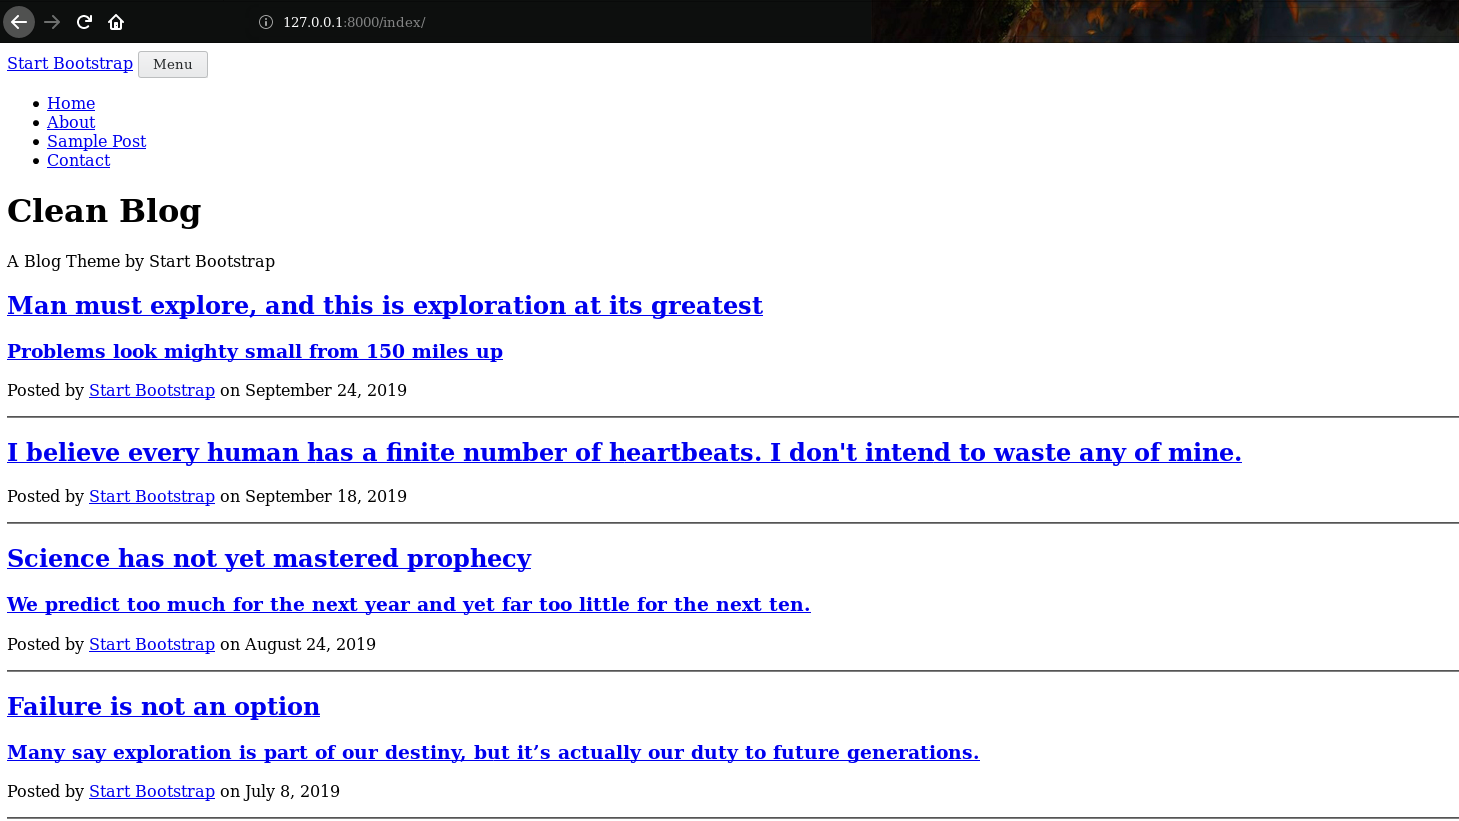 127.0.0.1:8000/index/
Start Bootstrap Menu
Home
About
Sample Post
Contact
Clean Blog
A Blog Theme by Start Bootstrap
Man must explore, and this is exploration at its greatest
Problems look mighty small from 150 miles up
Posted by Start Bootstrap on September 24, 2019
I believe every human has a finite number of heartbeats. I don't intend to waste any of mine.
Posted by Start Bootstrap on September 18, 2019
Science has not yet mastered prophecy
We predict too much for the next year and yet far too little for the next ten.
Posted by Start Bootstrap on August 24, 2019
Failure is not an option
Many say exploration is part of our destiny, but it’s actually our duty to future generations.
Posted by Start Bootstrap on July 8, 2019